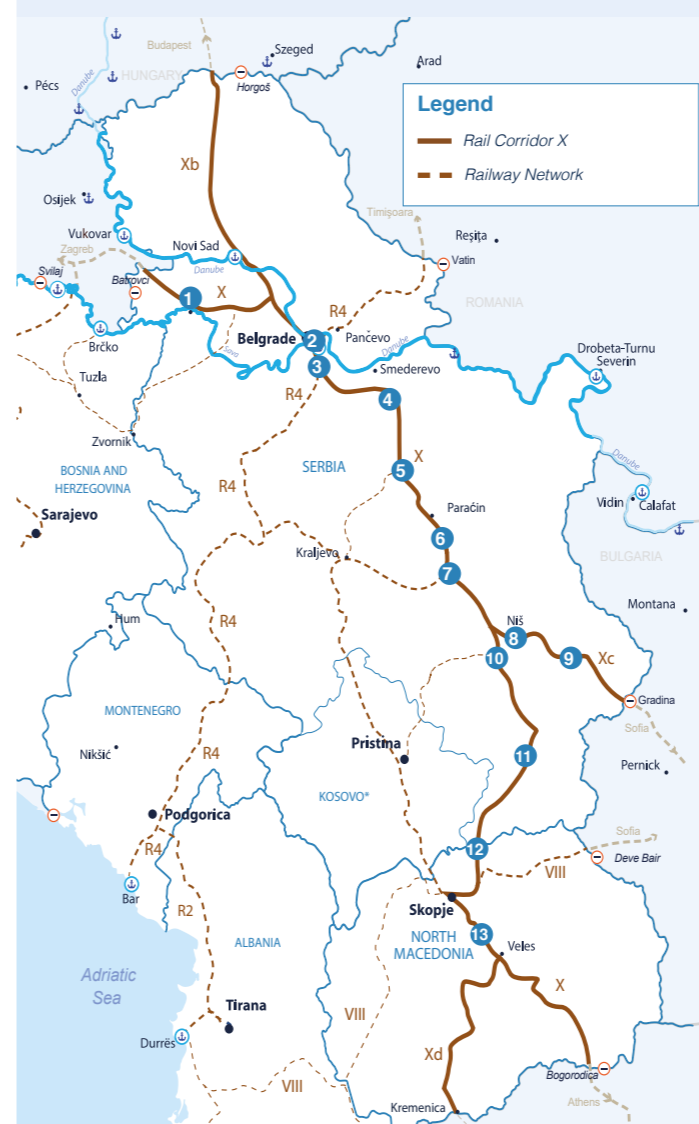 Budapest
Szeged
Arad
HUNGARY
Danube
Pécs
Horgoš
Legend
Rail Corridor X
Railway Network
Xb
Osijek
Timișoara
Vukovar
Reșița
Novi Sad
Zagreb
Vatin
Svilaj
Batrovci
Danube
1
X
ROMANIA
R4
Belgrade
2
Pančevo
Danube
Brčko
Sava
Drobeta-Turnu
Severin
3
Smederevo
Tuzla
R4
4
Zvornik
BOSNIA AND
HERZEGOVINA
SERBIA
X
5
Danube
R4
Vidin
Calafat
Sarajevo
Paraćin
6
Kraljevo
BULGARIA
7
Montana
Hum
R4
Niš
8
10
9
Xc
Gradina
MONTENEGRO
Sofia
Nikšić
R4
Pristina
11
Pernick
KOSOVO*
Podgorica
Sofia
R4
12
Deve Bair
VIII
Bar
Skopje
R2
13
NORTH
MACEDONIA
ALBANIA
Veles
Adriatic
Sea
X
Tirana
VIII
Durrës
Xd
Bogorodica
VIII
Athens
Kremenica